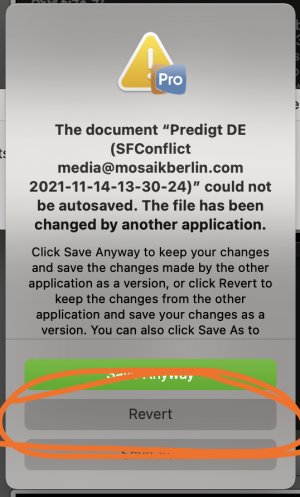 Pro
The document “Predigt DE
(SFConflict
media@mosaikberlin.com
2021-11-14-13-30-24)” could not
be autosaved. The file has been
changed by another application.
Click Save Anyway to keep your changes
and save the changes made by the other
application as a version, or click Revert to
keep the changes from the other
application and save your changes as a
version. You can also click Save As to
Save Anyway
Revert